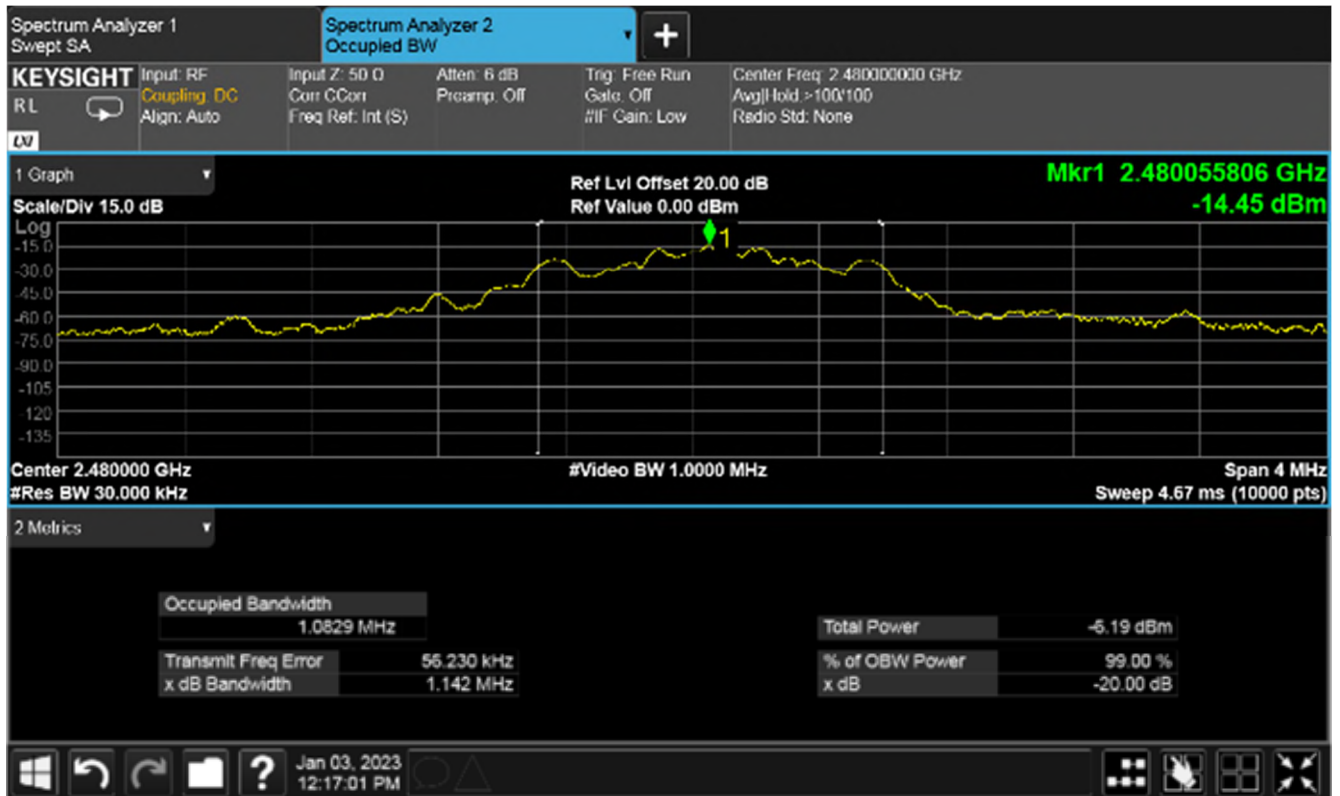 Spectrum Analyzer 1
Swept SA
Spectrum Analyzer 2
Occupied BW
KEYSIGHT
RL
LXI
Input: RF
Coupling: DC
Align: Auto
Input Z: 50 Ω
Corr CCorr
Freq Ref: Int (S)
Atten: 6 dB
Preamp: Off
Trig: Free Run
Gate: Off
#IF Gain: Low
Center Freq: 2.480000000 GHz
Avg|Hold:>100/100
Radio Std: None
1 Graph
Scale/Div 15.0 dB
Ref Lvl Offset 20.00 dB
Ref Value 0.00 dBm
Mkr1 2.480055806 GHz
-14.45 dBm
Log
-15.0
-30.0
-45.0
-60.0
-75.0
-90.0
-105
-120
-135
1
Center 2.480000 GHz
#Res BW 30.000 kHz
#Video BW 1.0000 MHz
Span 4 MHz
Sweep 4.67 ms (10000 pts)
2 Metrics
Occupied Bandwidth
1.0829 MHz
Transmit Freq Error 56.230 kHz
x dB Bandwidth 1.142 MHz
Total Power
% of OBW Power 99.00 %
x dB -20.00 dB
?
Jan 03, 2023
12:17:01 PM